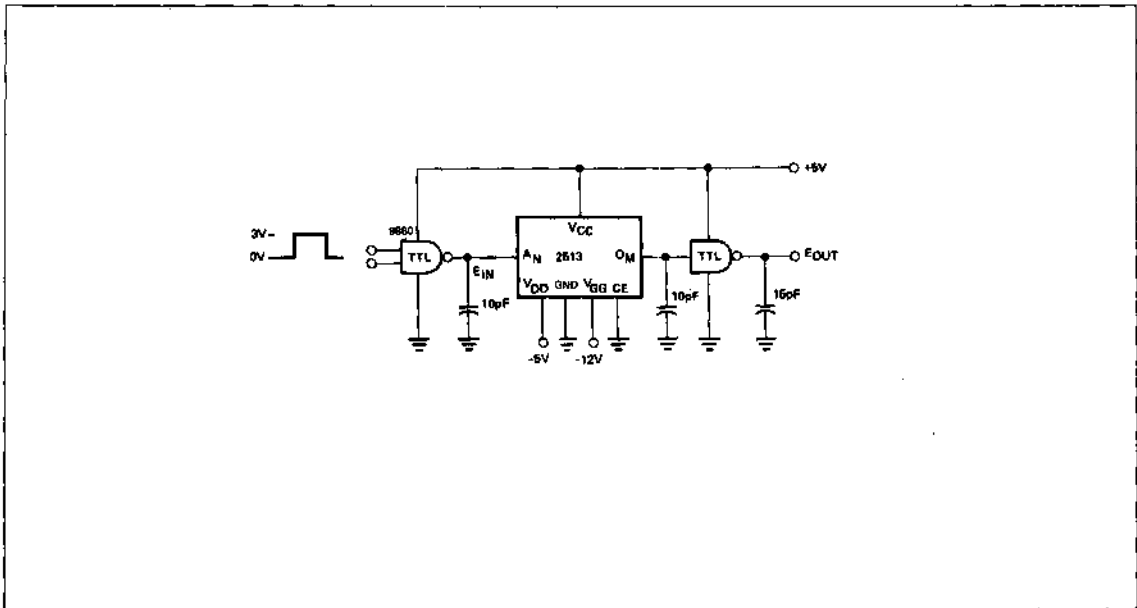 +5V
3V
0V
TTL
EIN
10pF
VCC
AN
2513
OM
VDD GND VGG CE
-5V
-12V
10pF
TTL
EOUT
15pF